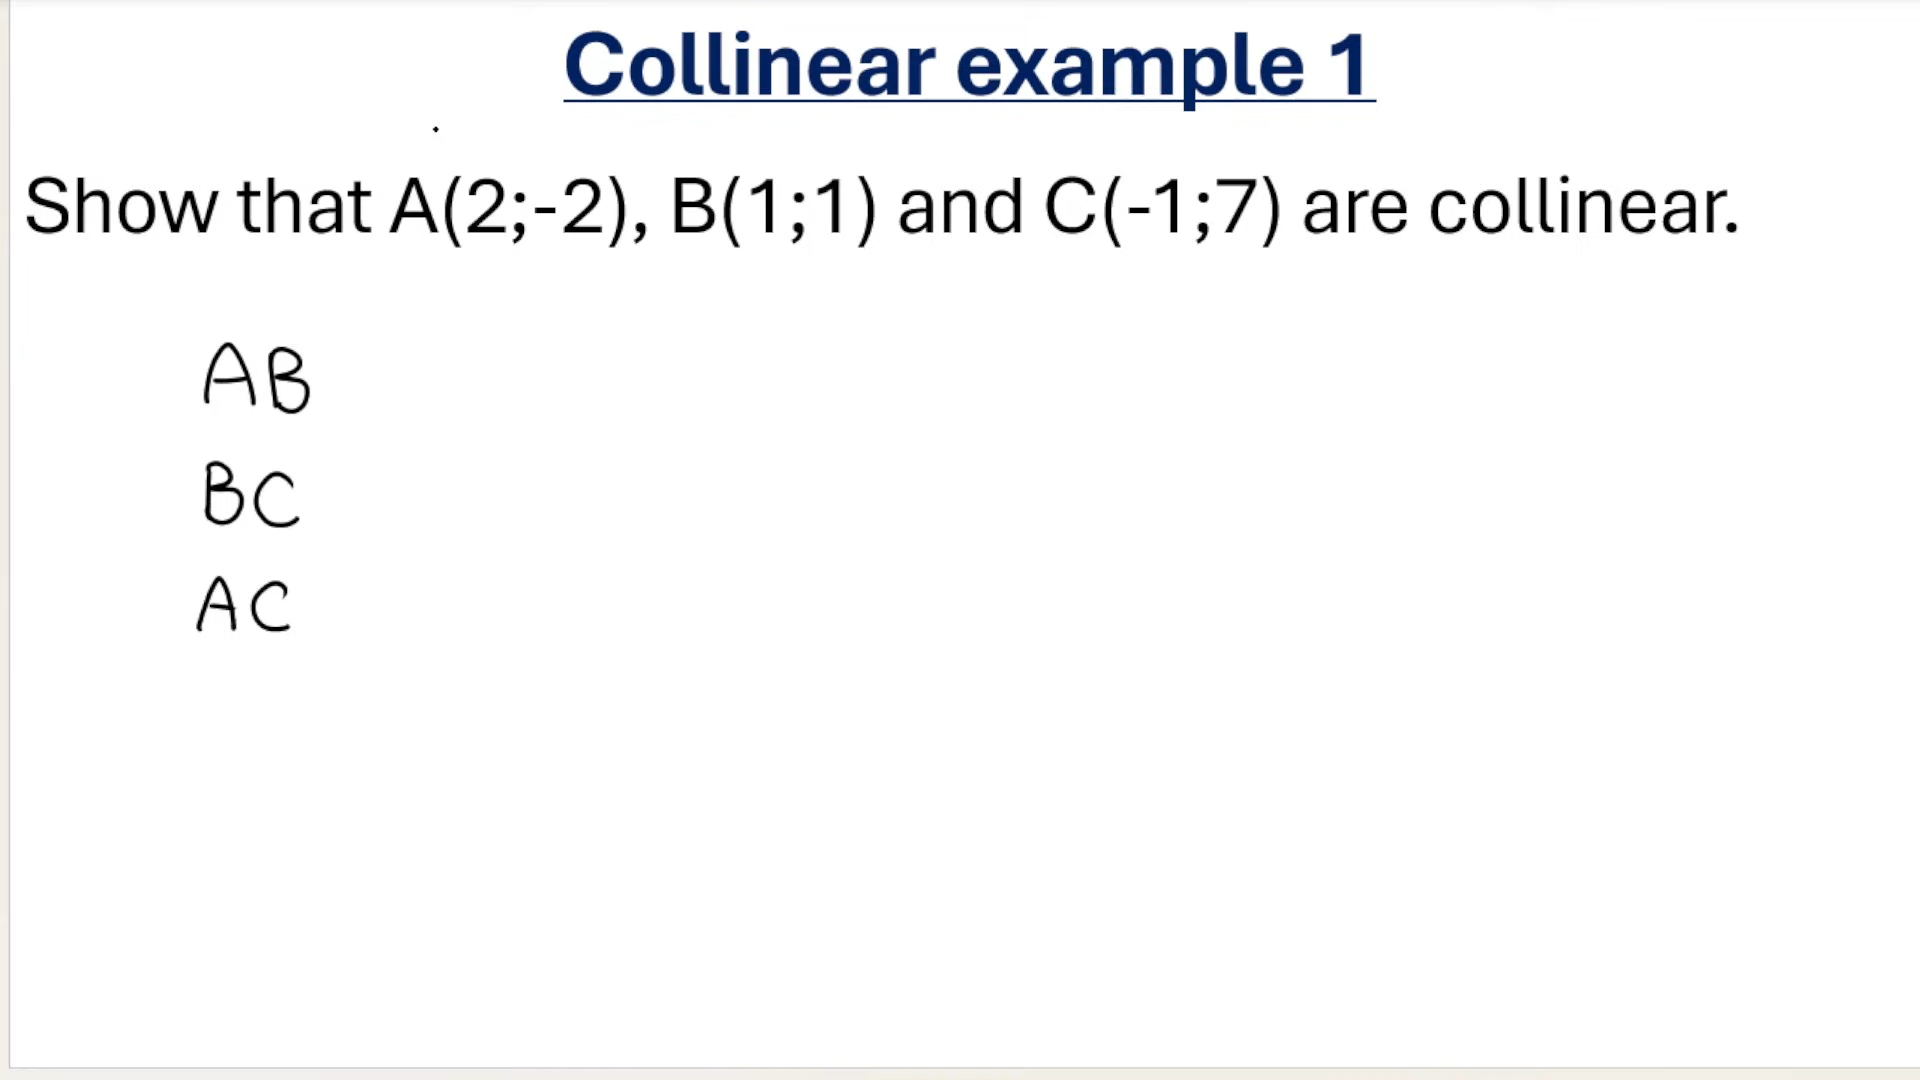 Collinear example 1
Show that A(2;-2), B(1;1) and C(-1;7) are collinear.
AB
BC
AC